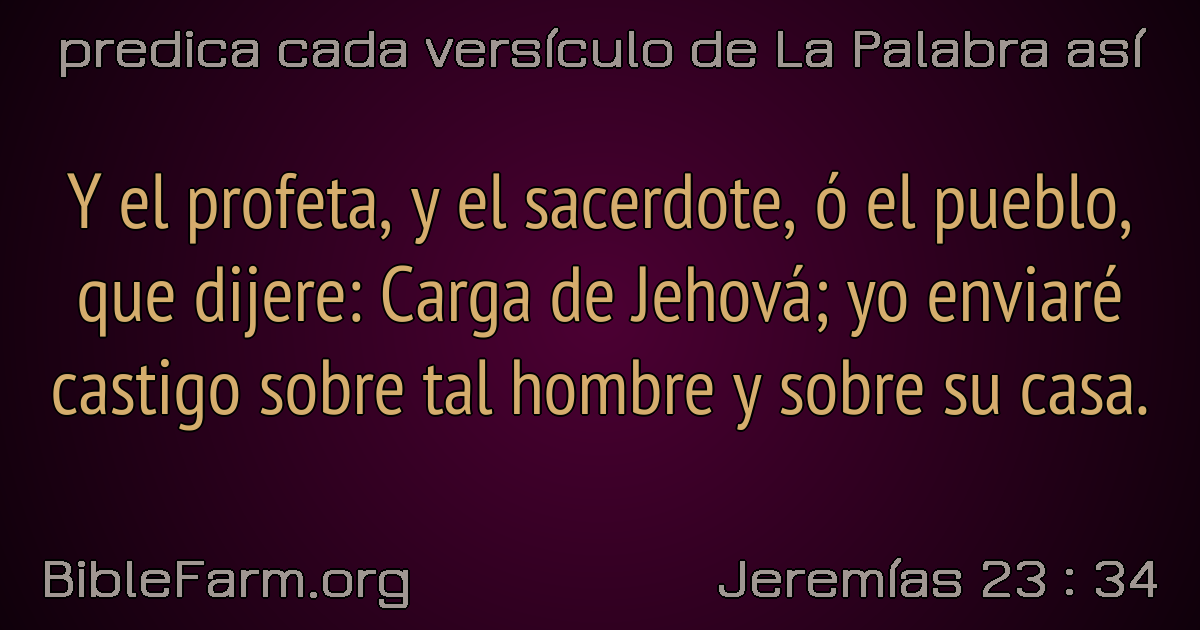 predica cada versículo de La Palabra así
Y el profeta, y el sacerdote, ó el pueblo,
que dijere: Carga de Jehová; yo enviaré
castigo sobre tal hombre y sobre su casa.
BibleFarm.org
Jeremías 23 : 34